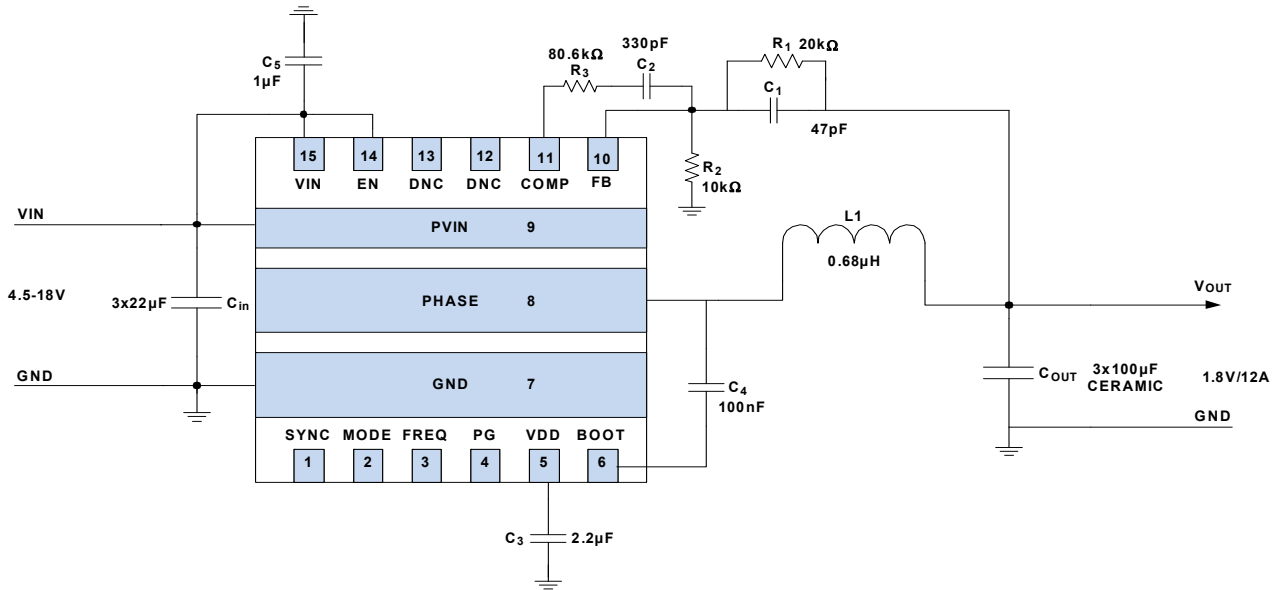 C5
1µF
80.6kΩ
R3
330pF
C2
R1 20kΩ
C1
47pF
R2
10kΩ
15 14 13 12 11 10
VIN EN DNC DNC COMP FB
VIN
PVIN 9
4.5-18V
3x22µF Cin
PHASE 8
L1
0.68µH
VOUT
GND
GND 7
C4
100nF
COUT 3x100µF
CERAMIC
1.8V/12A
GND
SYNC MODE FREQ PG VDD BOOT
1 2 3 4 5 6
C3 2.2µF